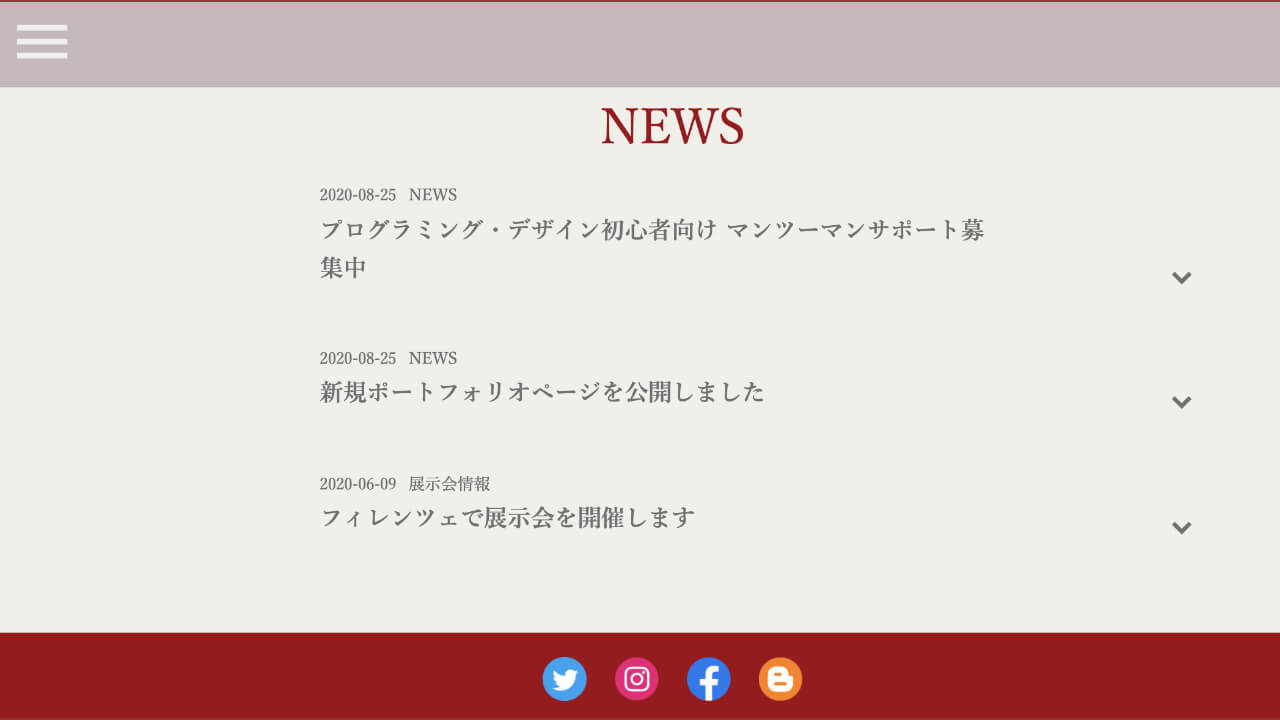 NEWS
2020-08-25 NEWS
プログラミング・デザイン初心者向け マンツーマンサポート募
集中
2020-08-25 NEWS
新規ポートフォリオページを公開しました
2020-06-09 展示会情報
フィレンツェで展示会を開催します